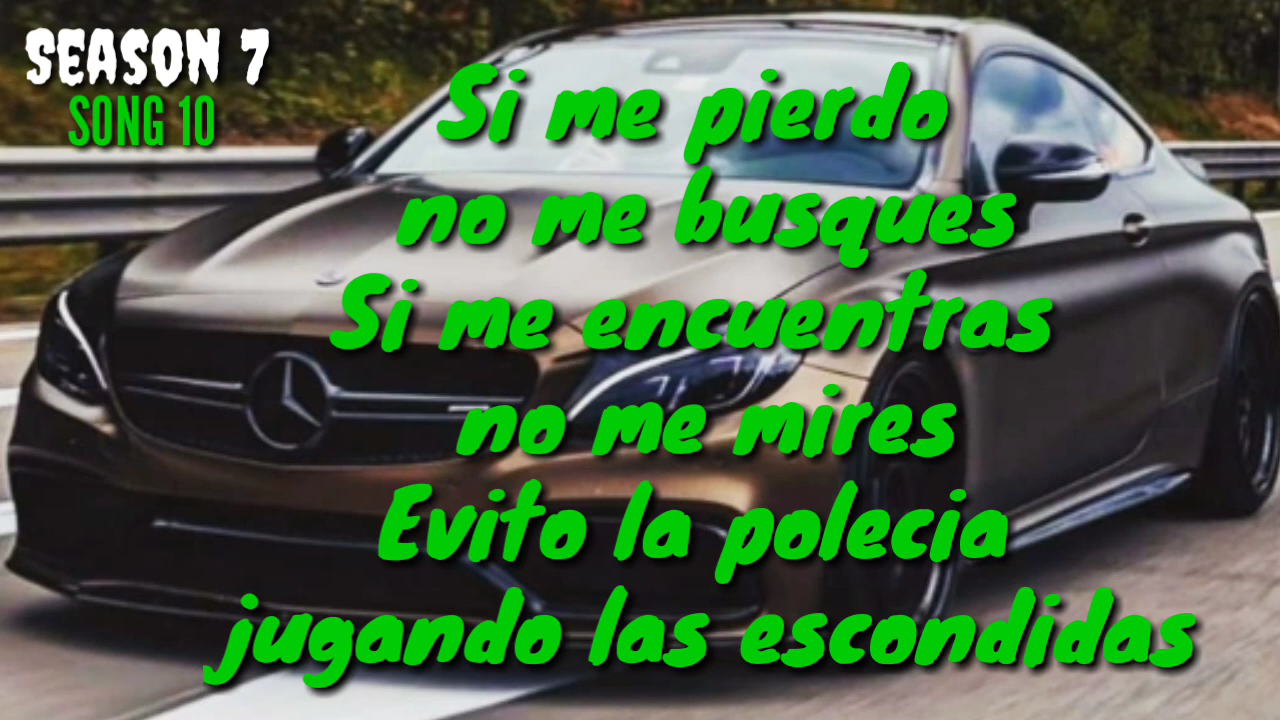 SEASON 7
SONG 10
Si me pierdo
no me busques
Si me encuentras
no me mires
Evito la polecia
jugando las escondidas